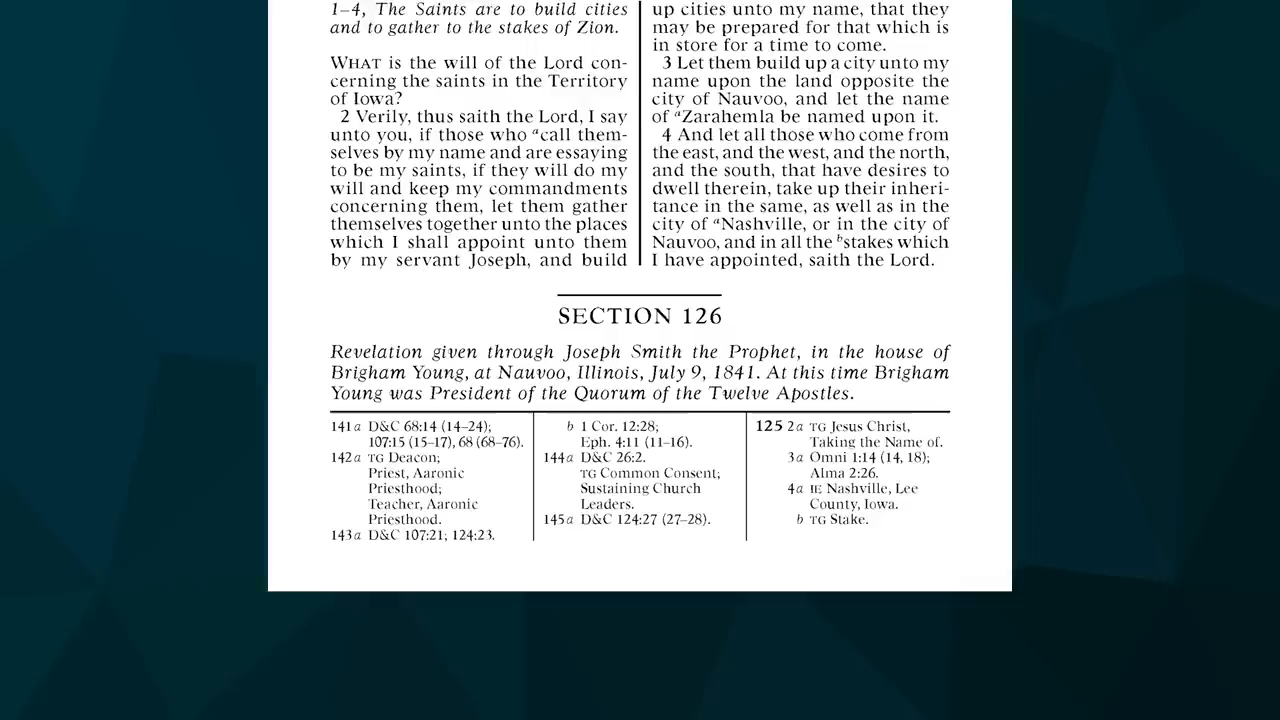 1–4, The Saints are to build cities
and to gather to the stakes of Zion.
WHAT is the will of the Lord con-
cerning the saints in the Territory
of Iowa?
2 Verily, thus saith the Lord, I say
unto you, if those who ᵃcall them-
selves by my name and are essaying
to be my saints, if they will do my
will and keep my commandments
concerning them, let them gather
themselves together unto the places
which I shall appoint unto them
by my servant Joseph, and build
up cities unto my name, that they
may be prepared for that which is
in store for a time to come.
3 Let them build up a city unto my
name upon the land opposite the
city of Nauvoo, and let the name
of ᵃZarahemla be named upon it.
4 And let all those who come from
the east, and the west, and the north,
and the south, that have desires to
dwell therein, take up their inheri-
tance in the same, as well as in the
city of ᵃNashville, or in the city of
Nauvoo, and in all the ᵇstakes which
I have appointed, saith the Lord.
SECTION 126
Revelation given through Joseph Smith the Prophet, in the house of
Brigham Young, at Nauvoo, Illinois, July 9, 1841. At this time Brigham
Young was President of the Quorum of the Twelve Apostles.
141a D&C 68:14 (14–24);
107:15 (15–17), 68 (68–76).
142a TG Deacon;
Priest, Aaronic
Priesthood;
Teacher, Aaronic
Priesthood.
143a D&C 107:21; 124:23.
b 1 Cor. 12:28;
Eph. 4:11 (11–16).
144a D&C 26:2.
TG Common Consent;
Sustaining Church
Leaders.
145a D&C 124:27 (27–28).
125 2a TG Jesus Christ,
Taking the Name of.
3a Omni 1:14 (14, 18);
Alma 2:26.
4a IE Nashville, Lee
County, Iowa.
b TG Stake.